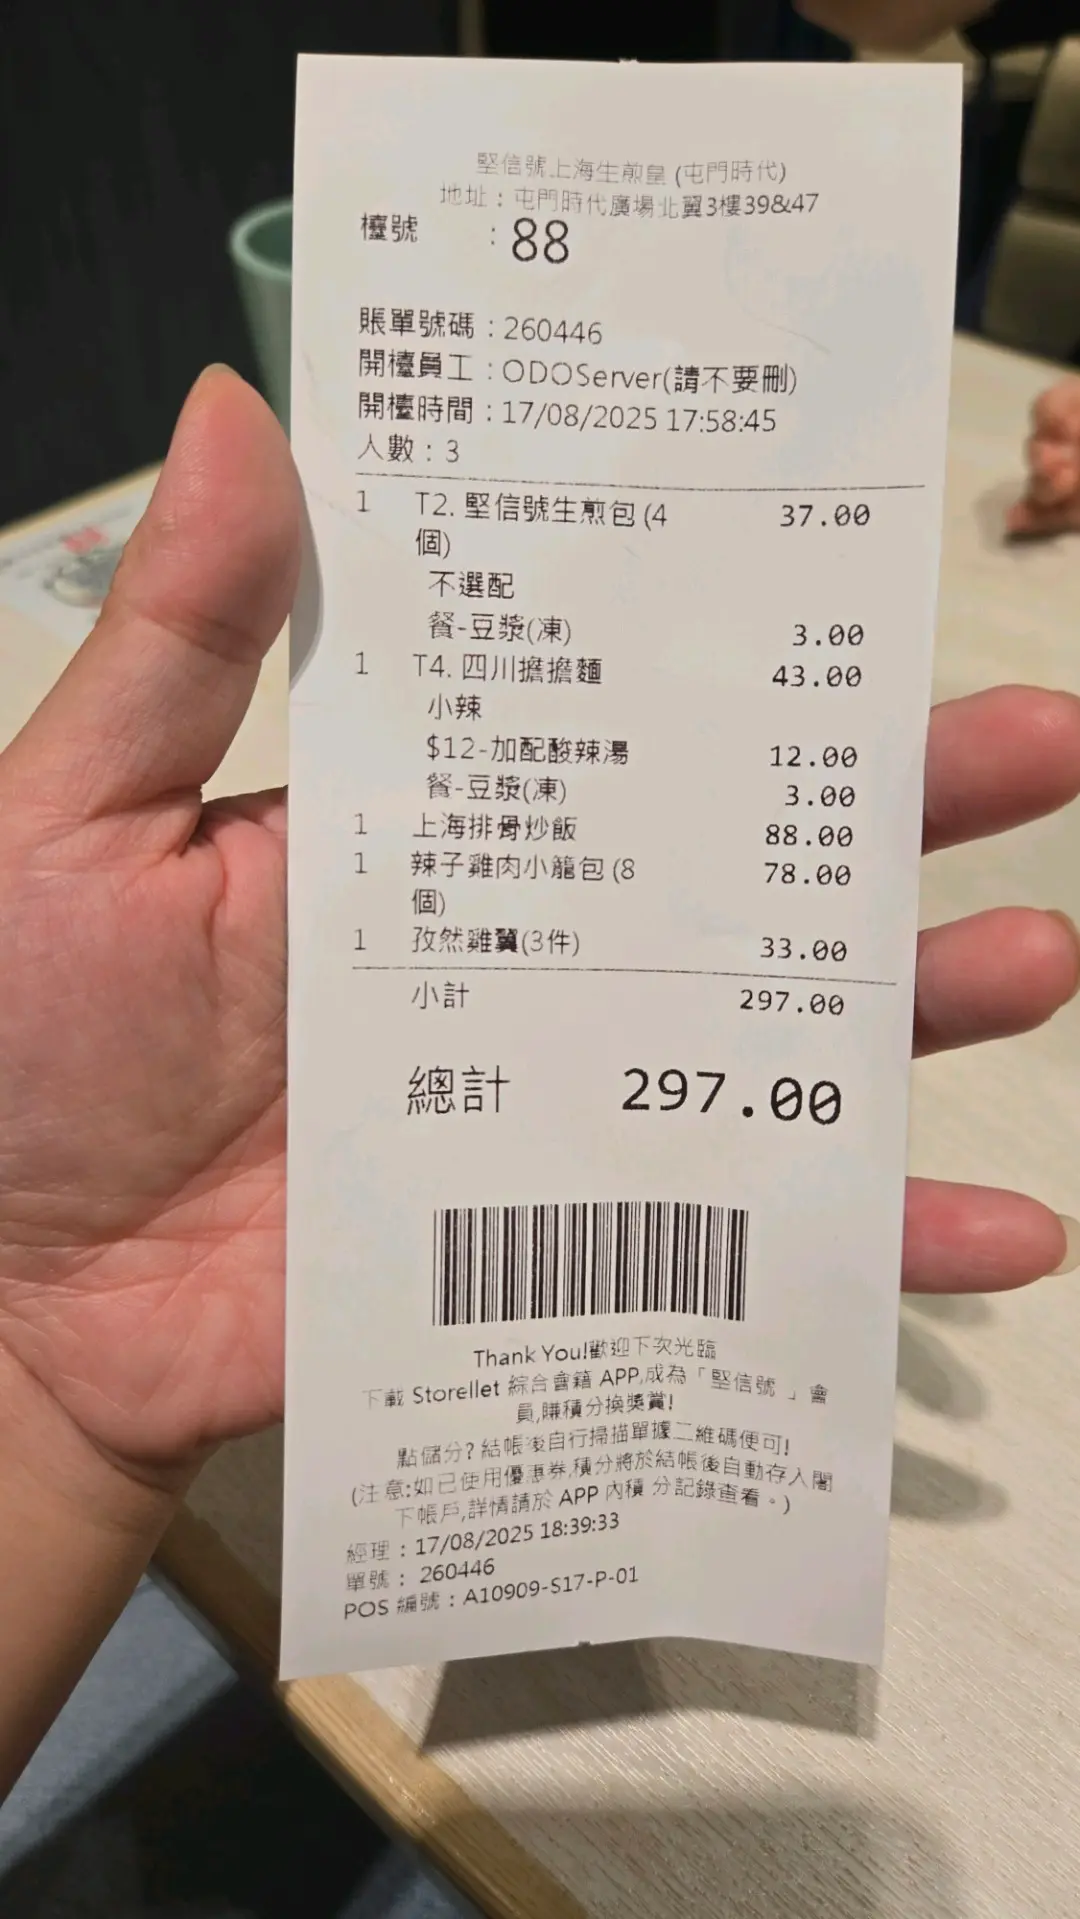 堅信號上海生煎皇 (屯門時代)
地址：屯門時代廣場北翼3樓39&47
檯號 : 88
賬單號碼：260446
開檯員工：ODOServer(請不要刪)
開檯時間：17/08/2025 17:58:45
人數：3
1 T2. 堅信號生煎包 (4 37.00
個)
不選配
餐-豆漿(凍) 3.00
1 T4. 四川擔擔麵 43.00
小辣
$12-加配酸辣湯 12.00
餐-豆漿(凍) 3.00
1 上海排骨炒飯 88.00
1 辣子雞肉小籠包 (8 78.00
個)
1 孜然雞翼(3件) 33.00
小計 297.00
總計 297.00
Thank You!歡迎下次光臨
下載 Storellet 綜合會籍 APP,成為「堅信號 」會
員,賺積分換獎賞!
點儲分? 結帳後自行掃描單據二維碼便可!
(注意:如已使用優惠券,積分將於結帳後自動存入閣
下帳戶,詳情請於 APP 內積 分記錄查看。)
經理：17/08/2025 18:39:33
單號： 260446
POS 編號：A10909-S17-P-01